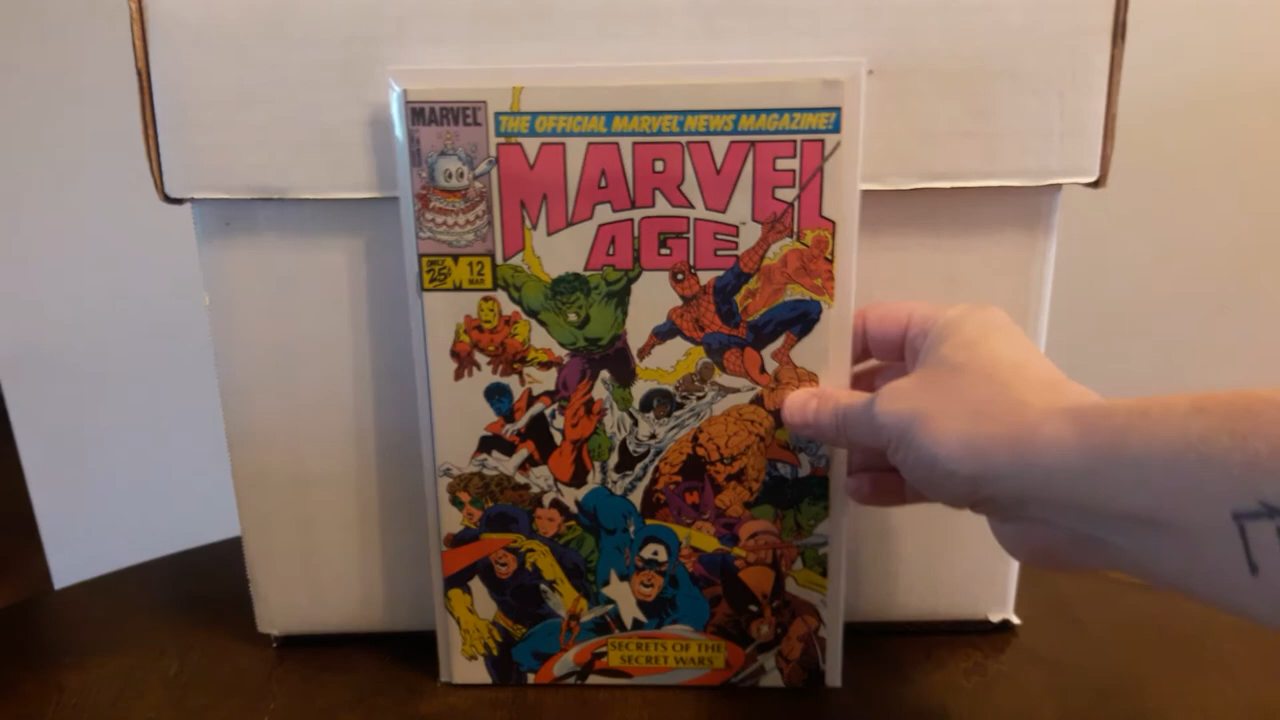 MARVEL
THE OFFICIAL MARVEL NEWS MAGAZINE!
MARVEL
AGE
ONLY
25¢
12
MAR
SECRETS OF THE
SECRET WARS